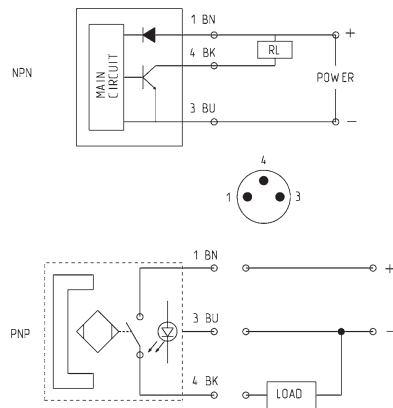 1 BN
+
4 BK
RL
NPN
MAIN
CIRCUIT
POWER
3 BU
−
4
1
3
1 BN
+
3 BU
−
PNP
4 BK
LOAD